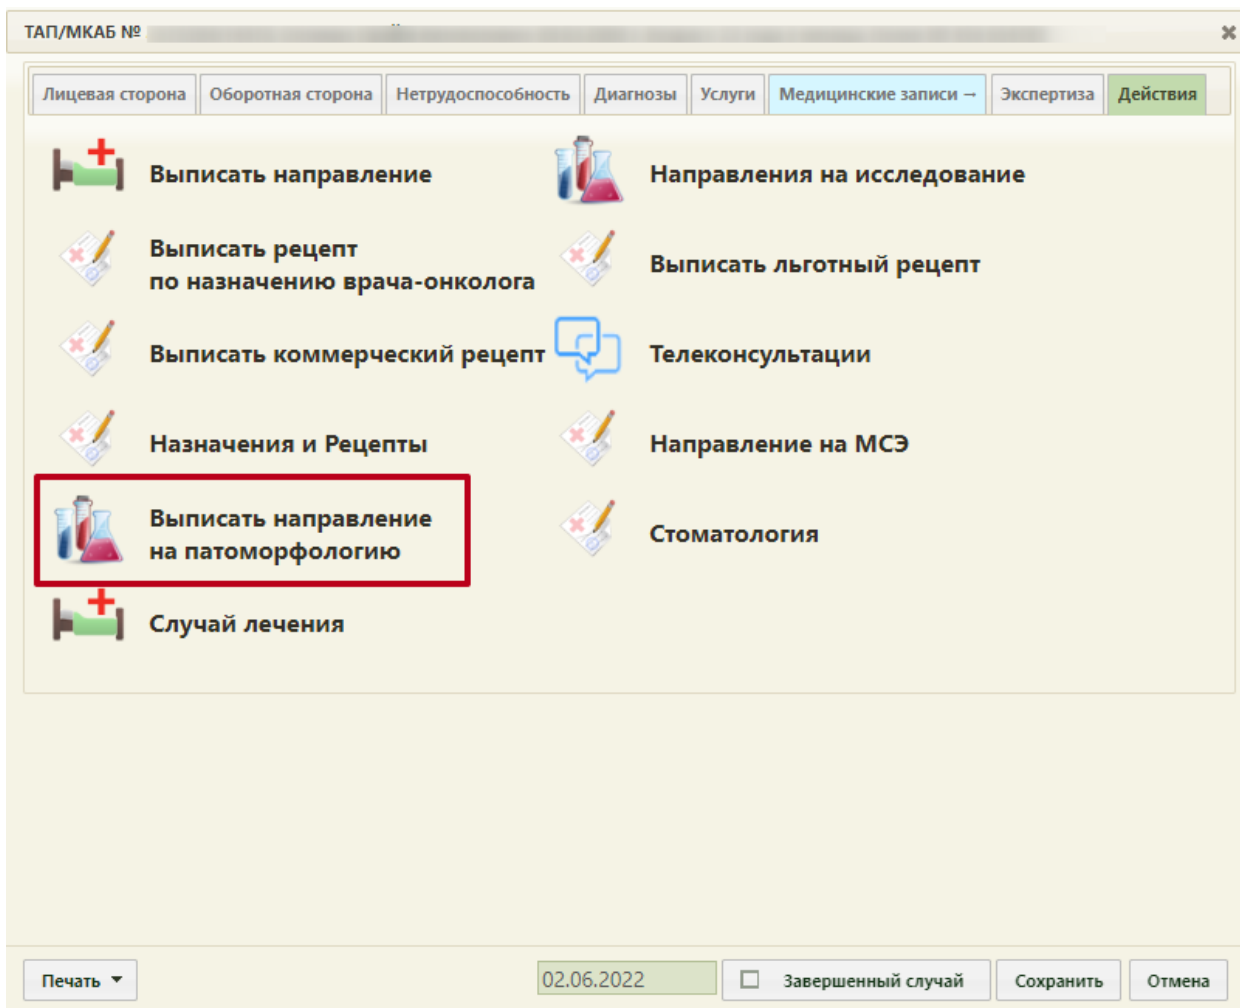 ТАП/МКАБ №
Лицевая сторона
Оборотная сторона
Нетрудоспособность
Диагнозы
Услуги
Медицинские записи →
Экспертиза
Действия
Выписать направление
Направления на исследование
Выписать рецепт
по назначению врача-онколога
Выписать льготный рецепт
Выписать коммерческий рецепт
Телеконсультации
Назначения и Рецепты
Направление на МСЭ
Выписать направление
на патоморфологию
Стоматология
Случай лечения
Печать
02.06.2022
Завершенный случай
Сохранить
Отмена